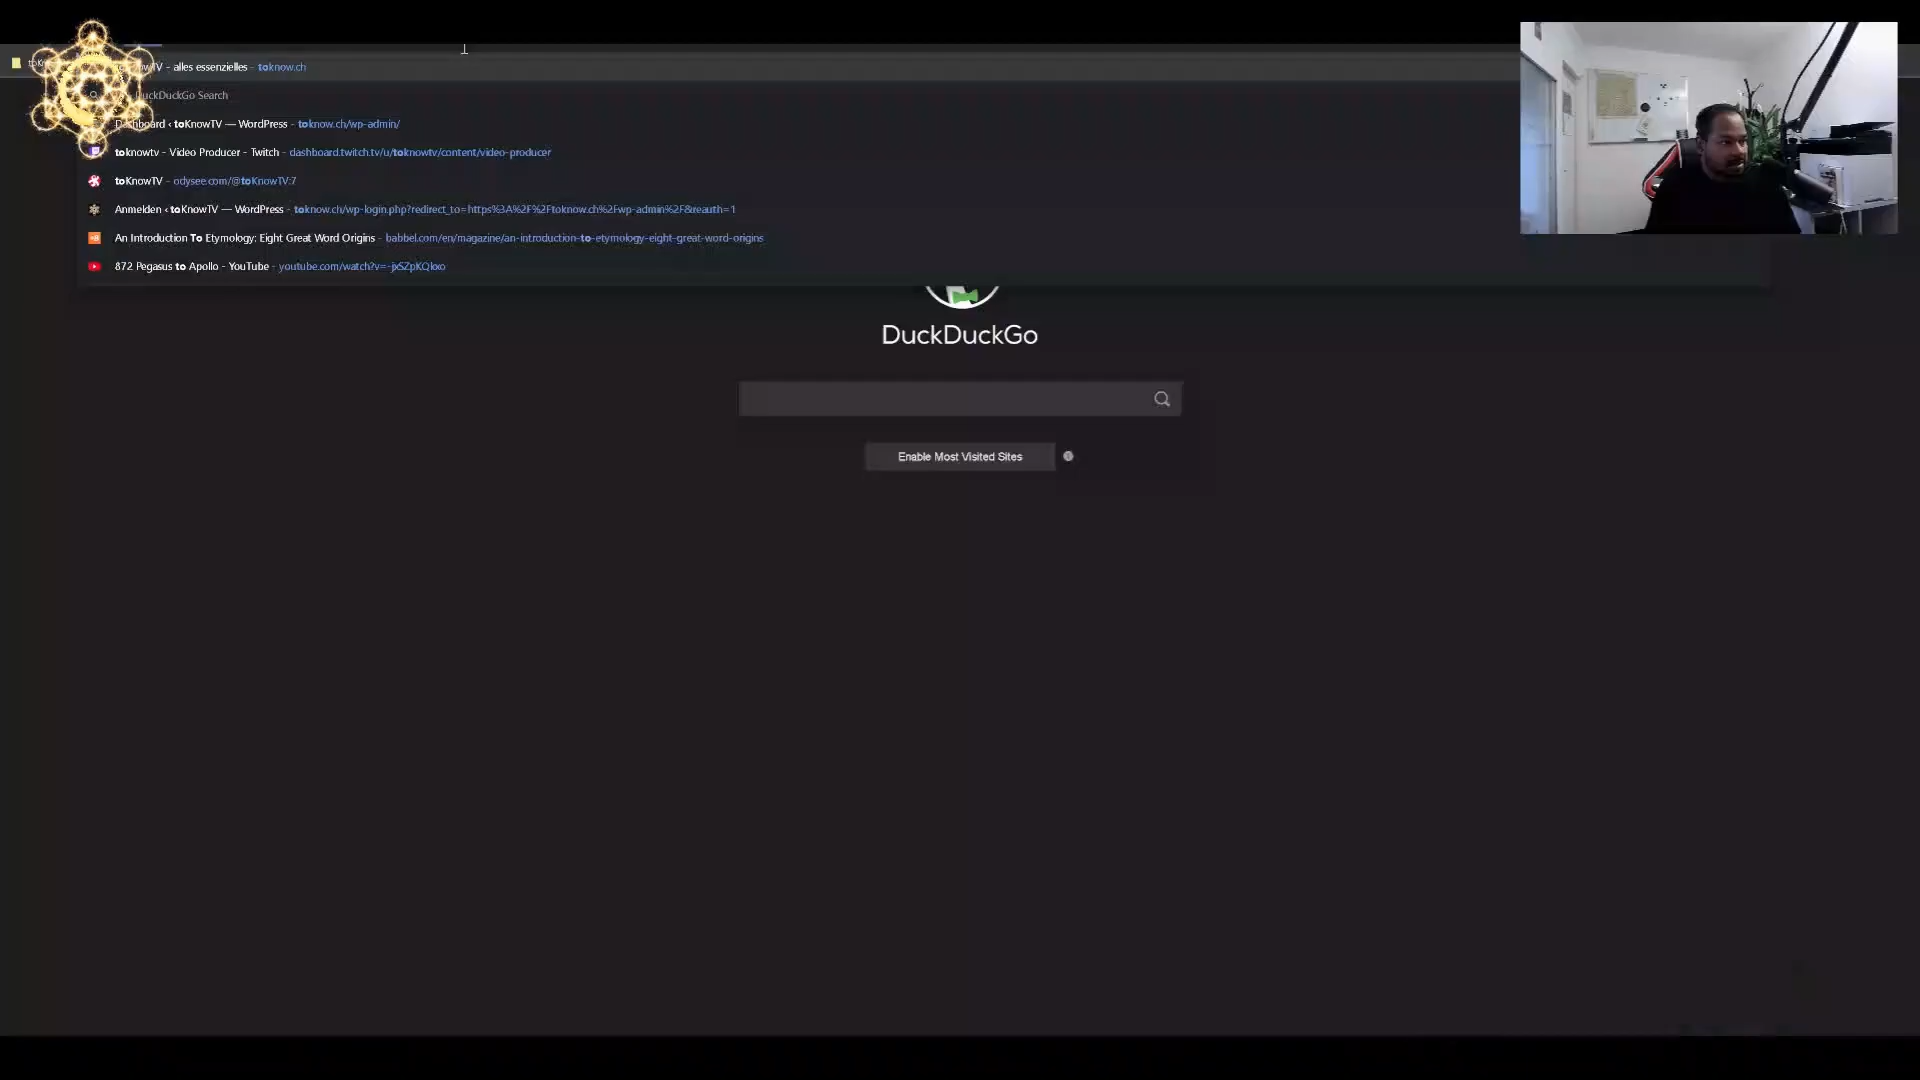 TV - alles essenzielles - toknow.ch
DuckDuckGo Search
Dashboard ‹ toKnowTV — WordPress - toknow.ch/wp-admin/
toknowtv - Video Producer - Twitch - dashboard.twitch.tv/u/toknowtv/content/video-producer
toKnowTV - odysee.com/@toKnowTV:7
Anmelden ‹ toKnowTV — WordPress - toknow.ch/wp-login.php?redirect_to=https%3A%2F%2Ftoknow.ch%2Fwp-admin%2F&reauth=1
An Introduction To Etymology: Eight Great Word Origins - babbel.com/en/magazine/an-introduction-to-etymology-eight-great-word-origins
872 Pegasus to Apollo - YouTube -
DuckDuckGo
Enable Most Visited Sites